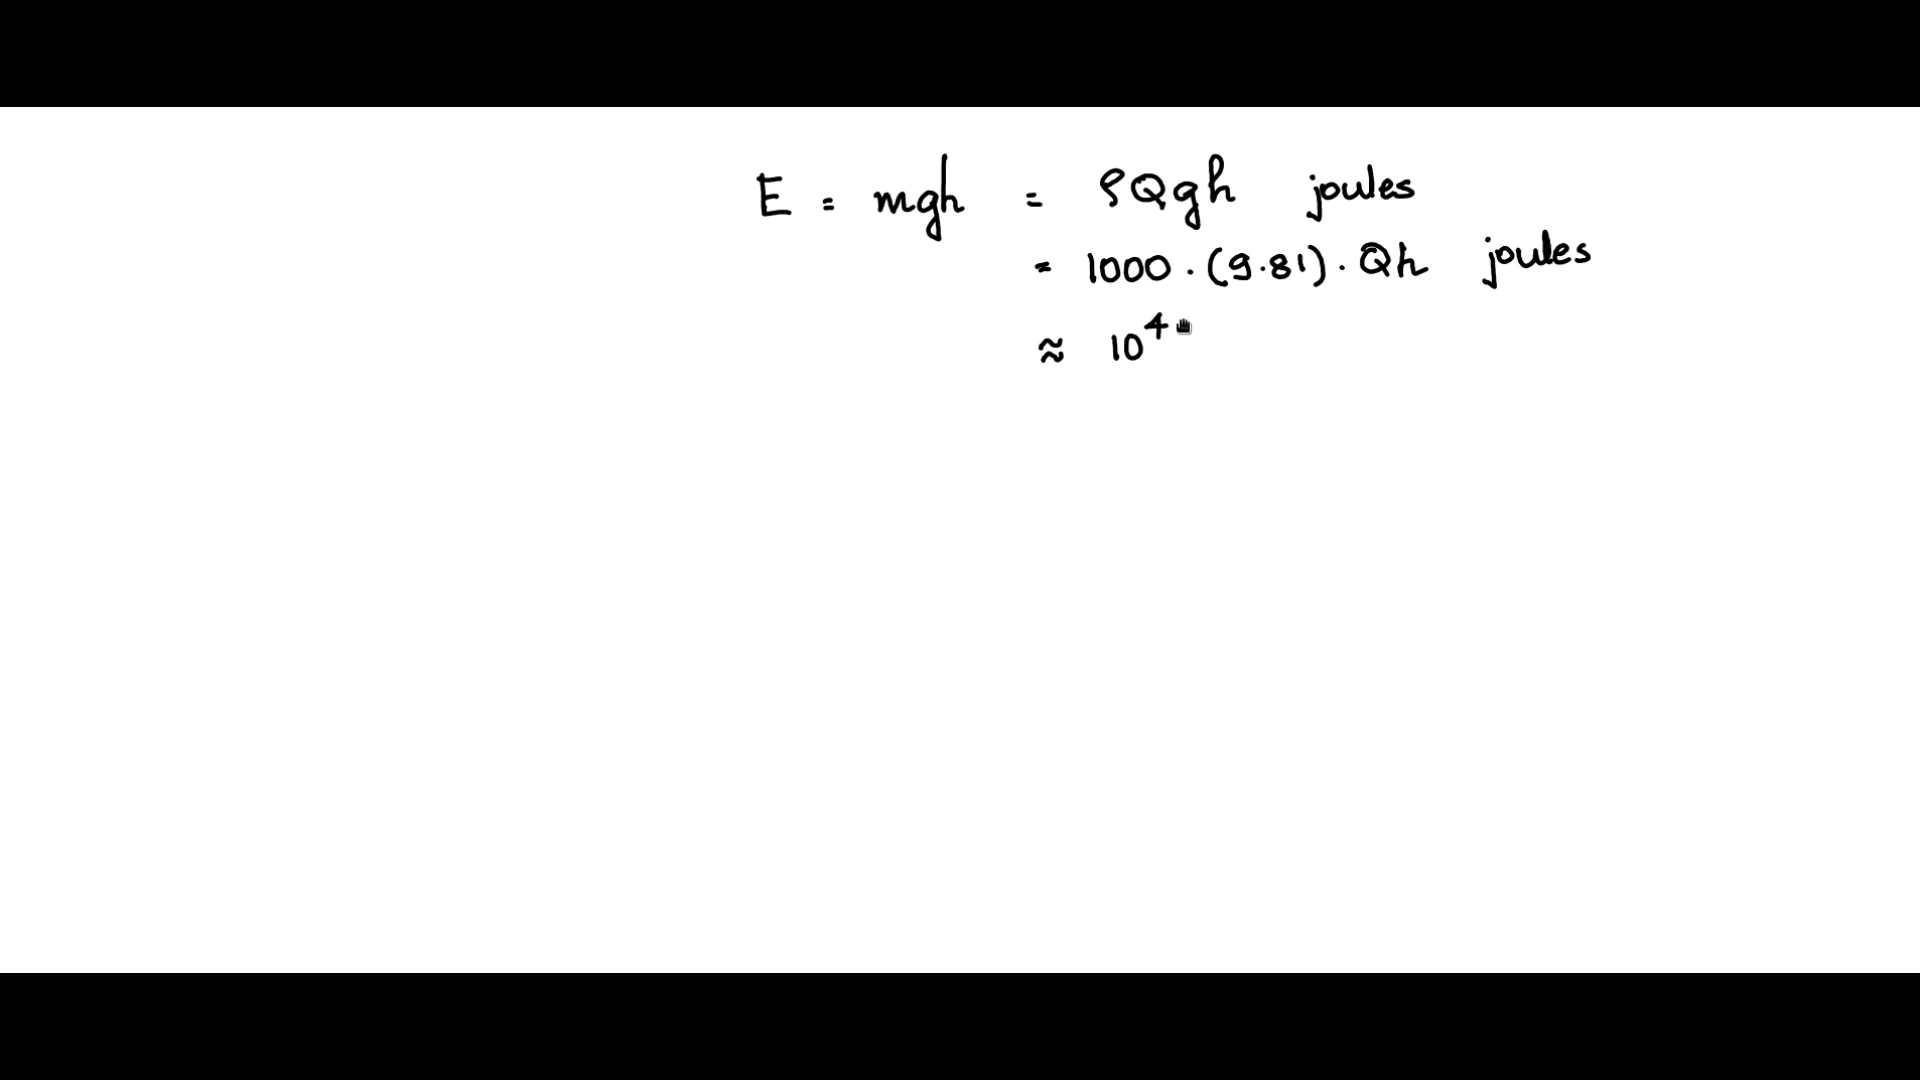 E = mgh = ρQgh joules
= 1000 · (9.81) · Qh joules
≈ 10⁴